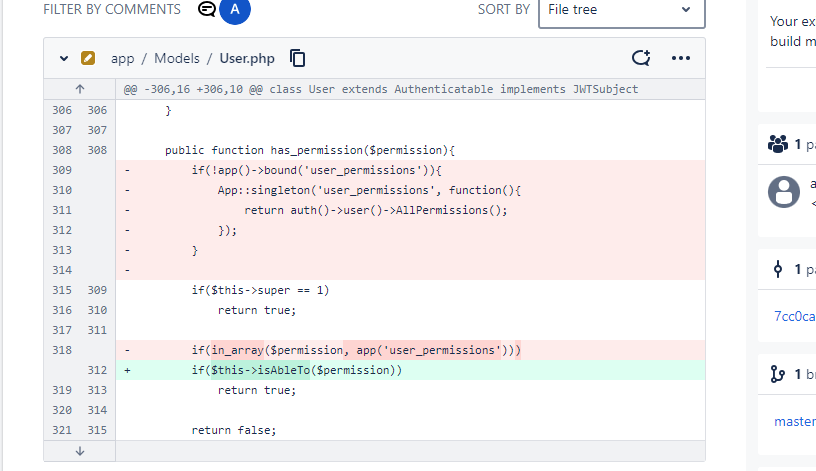 FILTER BY COMMENTS A SORT BY File tree
Your ex
build m
app / Models / User.php
@@ -306,16 +306,10 @@ class User extends Authenticatable implements JWTSubject
306 306 }
307 307
308 308 public function has_permission($permission){
309 - if(!app()->bound('user_permissions')){
310 - App::singleton('user_permissions', function(){
311 - return auth()->user()->AllPermissions();
312 - });
313 - }
314 -
315 309 if($this->super == 1)
316 310 return true;
317 311
318 - if(in_array($permission, app('user_permissions')))
312 + if($this->isAbleTo($permission))
319 313 return true;
320 314
321 315 return false;
1 pa
a
<
1 pa
7cc0ca
1 br
master